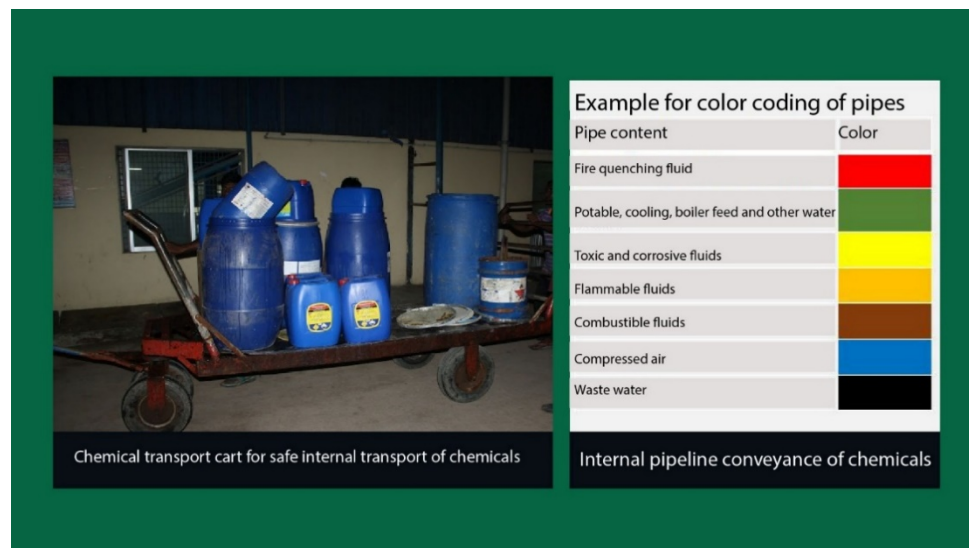 Example for color coding of pipes
Pipe content Color
Fire quenching fluid
Potable, cooling, boiler feed and other water
Toxic and corrosive fluids
Flammable fluids
Combustible fluids
Compressed air
Waste water
Chemical transport cart for safe internal transport of chemicals
Internal pipeline conveyance of chemicals